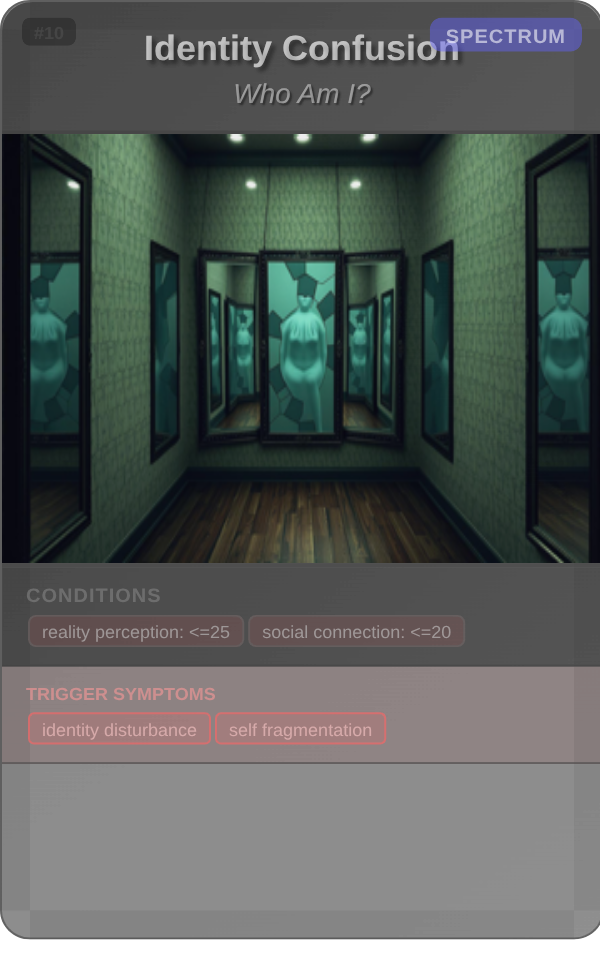 #10
SPECTRUM
Identity Confusion
Who Am I?
CONDITIONS
reality perception: <=25 social connection: <=20
TRIGGER SYMPTOMS
identity disturbance self fragmentation